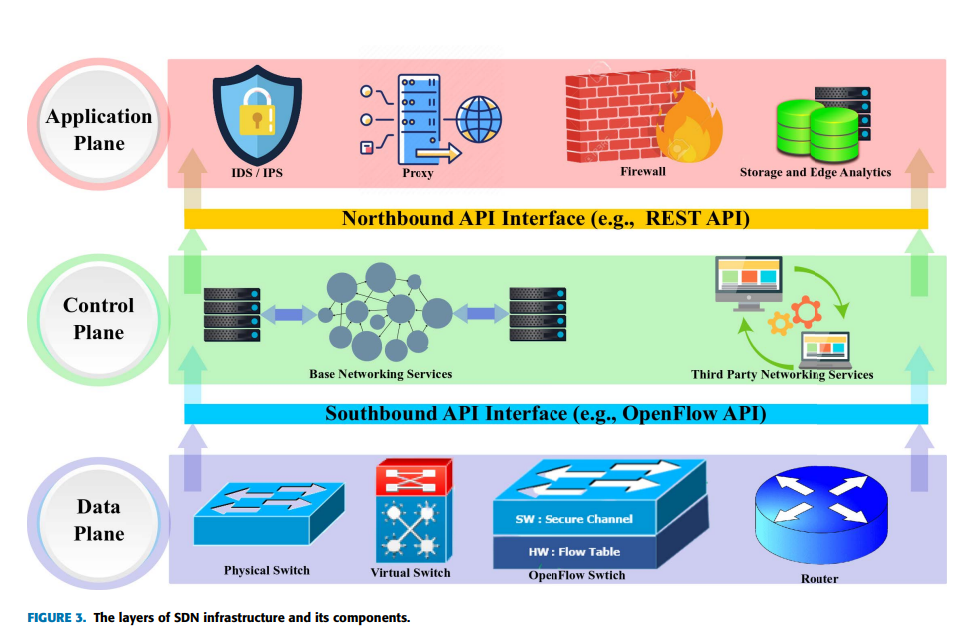 Application
Plane
IDS / IPS
Proxy
Firewall
Storage and Edge Analytics
Northbound API Interface (e.g., REST API)
Control
Plane
Base Networking Services
Third Party Networking Services
Southbound API Interface (e.g., OpenFlow API)
Data
Plane
SW : Secure Channel
HW : Flow Table
Physical Switch
Virtual Switch
OpenFlow Swtich
Router
FIGURE 3. The layers of SDN infrastructure and its components.